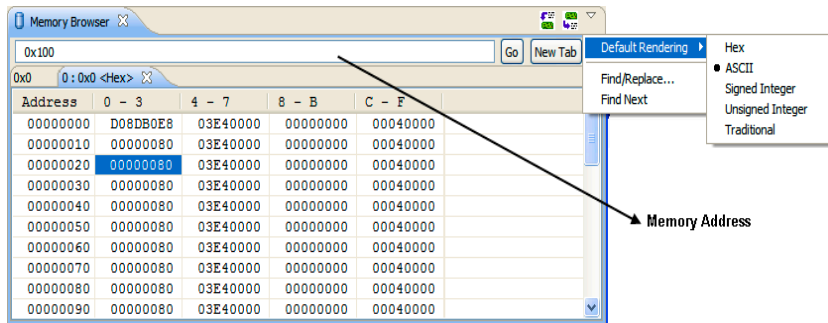 Memory Browser
0x100
Go
New Tab
0x0
0 : 0x0 <Hex>
Address 0 - 3 4 - 7 8 - B C - F
00000000 D08DB0E8 03E40000 00000000 00040000
00000010 00000080 03E40000 00000000 00040000
00000020 00000080 03E40000 00000000 00040000
00000030 00000080 03E40000 00000000 00040000
00000040 00000080 03E40000 00000000 00040000
00000050 00000080 03E40000 00000000 00040000
00000060 00000080 03E40000 00000000 00040000
00000070 00000080 03E40000 00000000 00040000
00000080 00000080 03E40000 00000000 00040000
00000090 00000080 03E40000 00000000 00040000
Default Rendering
Find/Replace...
Find Next
Hex
ASCII
Signed Integer
Unsigned Integer
Traditional
Memory Address